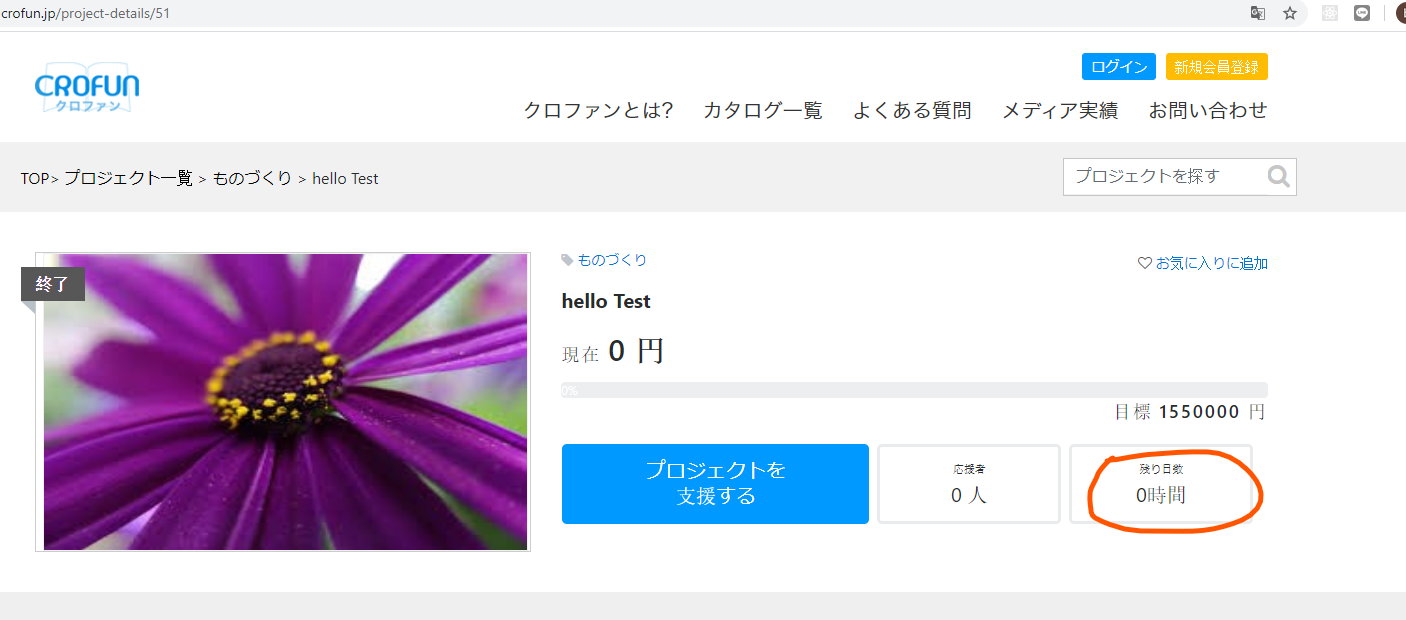 crofun.jp/project-details/51
CROFUN
クロファン
ログイン 新規会員登録
クロファンとは? カタログ一覧 よくある質問 メディア実績 お問い合わせ
TOP> プロジェクト一覧 > ものづくり > hello Test
プロジェクトを探す
終了
ものづくり
お気に入りに追加
hello Test
現在 0 円
0%
目標 1550000 円
プロジェクトを
支援する
応援者
0 人
残り日数
0時間